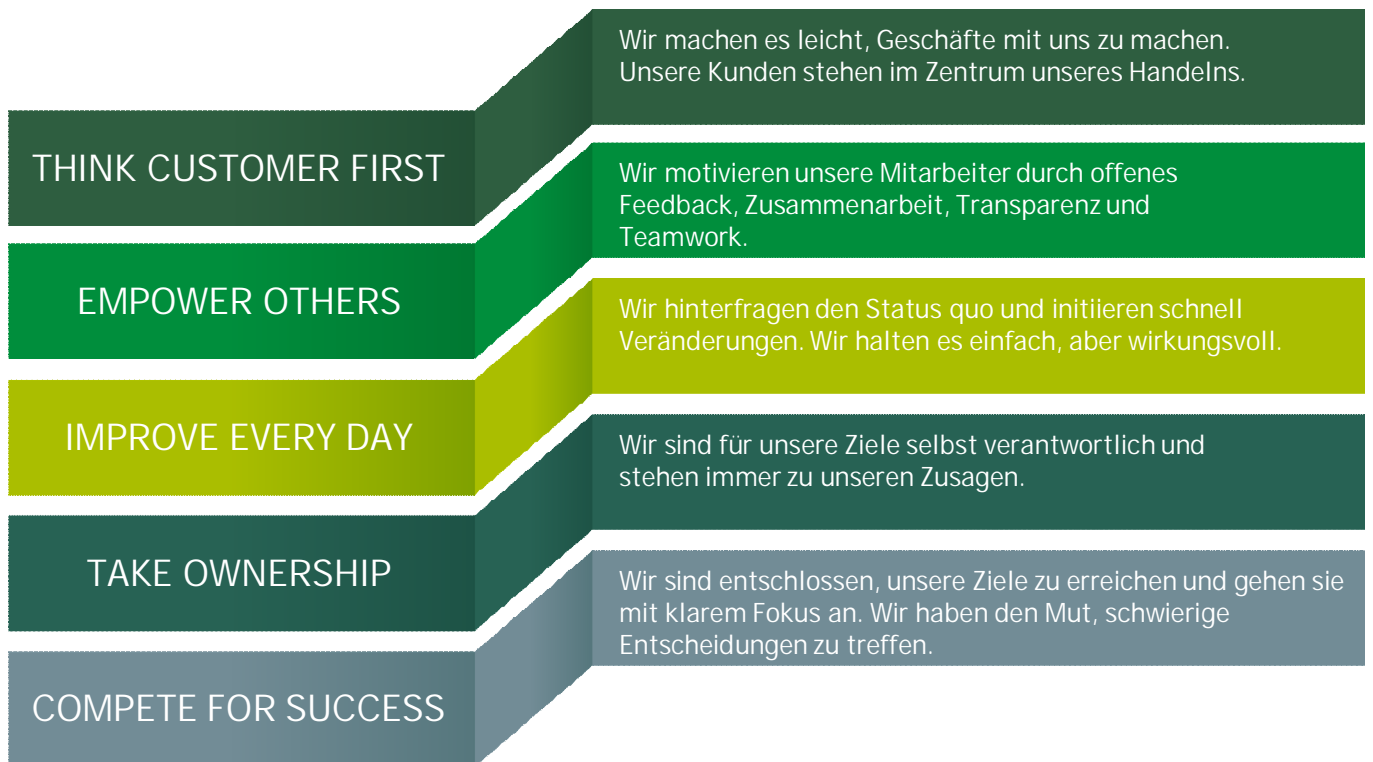 THINK CUSTOMER FIRST
Wir machen es leicht, Geschäfte mit uns zu machen.
Unsere Kunden stehen im Zentrum unseres Handelns.
EMPOWER OTHERS
Wir motivieren unsere Mitarbeiter durch offenes
Feedback, Zusammenarbeit, Transparenz und
Teamwork.
IMPROVE EVERY DAY
Wir hinterfragen den Status quo und initiieren schnell
Veränderungen. Wir halten es einfach, aber wirkungsvoll.
TAKE OWNERSHIP
Wir sind für unsere Ziele selbst verantwortlich und
stehen immer zu unseren Zusagen.
COMPETE FOR SUCCESS
Wir sind entschlossen, unsere Ziele zu erreichen und gehen sie
mit klarem Fokus an. Wir haben den Mut, schwierige
Entscheidungen zu treffen.